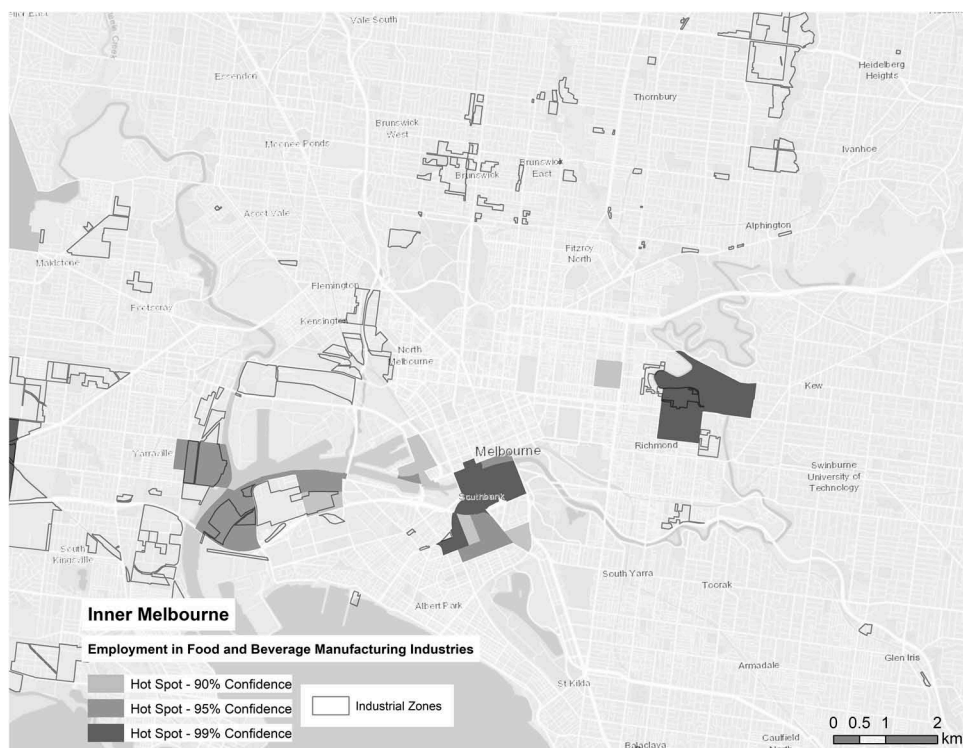 Vale South
Essendon
Heidelberg
Heights
Thornbury
Brunswick
West
Moonee Ponds
Ivanhoe
Brunswick
East
Brunswick
Ascot Vale
Alphington
Fitzroy
North
Maidstone
Flemington
Footscray
Kensington
North
Melbourne
Kew
Richmond
Yarraville
Melbourne
Swinburne
University of
Technology
Southbank
South
Kingsville
South Yarra
Toorak
Albert Park
Inner Melbourne
Employment in Food and Beverage Manufacturing Industries
Glen Iris
Armadale
St Kilda
Hot Spot - 90% Confidence
Hot Spot - 95% Confidence
Hot Spot - 99% Confidence
Industrial Zones
0 0.5 1 2
km
Caulfield
Balaclava